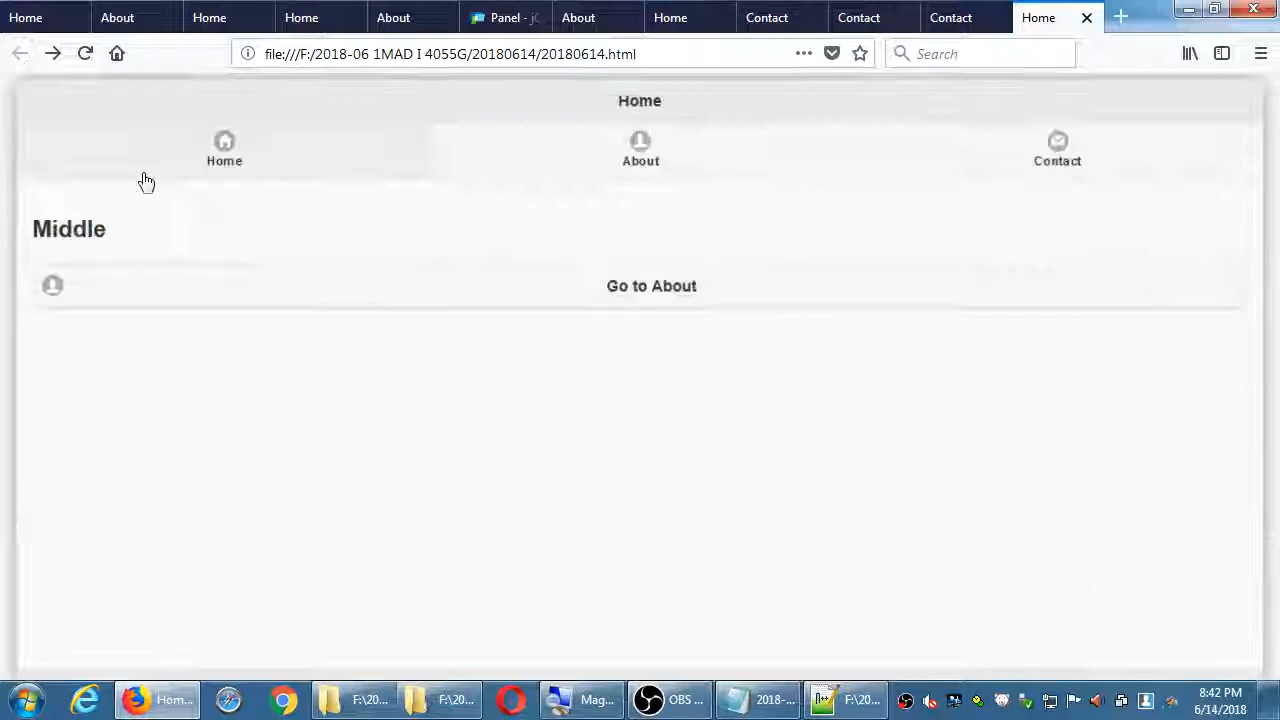 Home
About
Home
Home
About
Panel - jQ
About
Home
Contact
Contact
Contact
Home
file:///F:/2018-06 1MAD I 4055G/20180614/20180614.html
Search
Home
Home
About
Contact
Middle
Go to About
Hom...
F:\20...
F:\20...
Mag...
OBS ...
2018-...
F:\20...
8:42 PM
6/14/2018